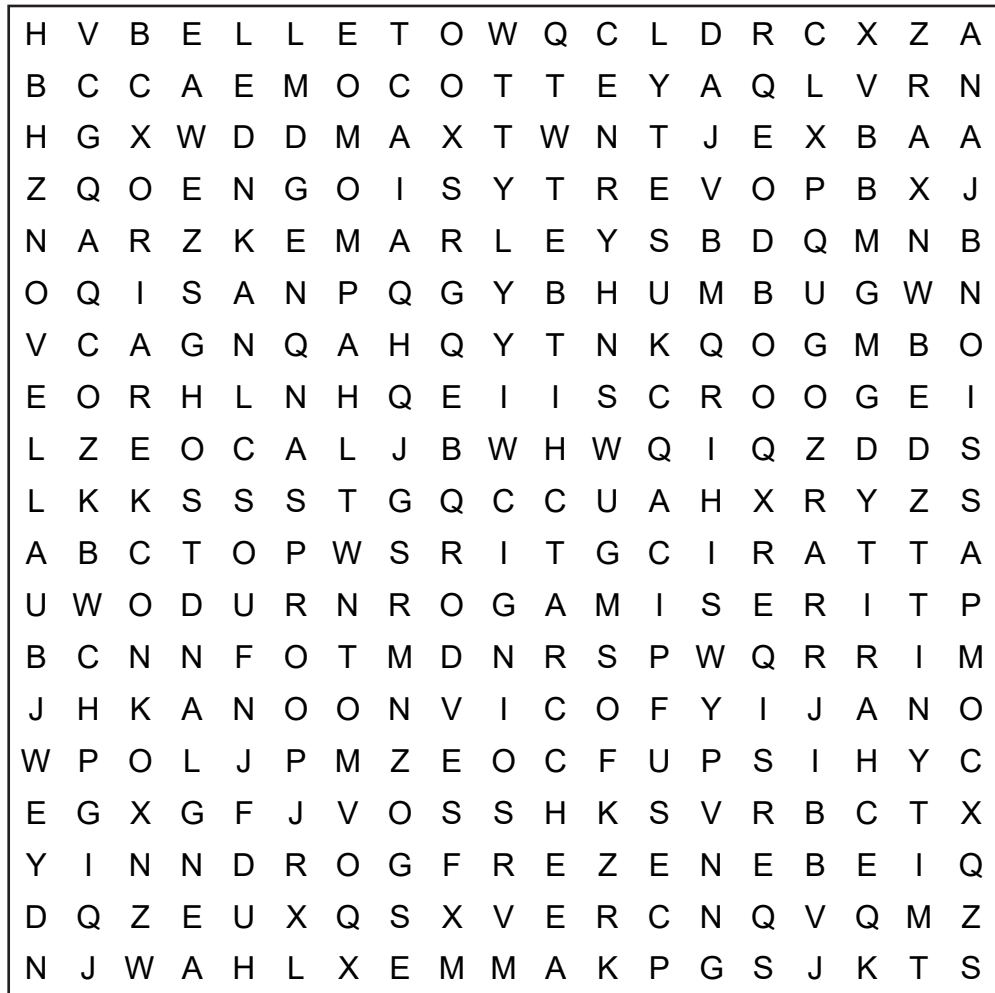 H V B E L L E T O W Q C L D R C X Z A
B C C A E M O C O T T E Y A Q L V R N
H G X W D D M A X T W N T J E X B A A
Z Q O E N G O I S Y T R E V O P B X J
N A R Z K E M A R L E Y S B D Q M N B
O Q I S A N P Q G Y B H U M B U G W N
V C A G N Q A H Q Y T N K Q O G M B O
E O R H L N H Q E I I S C R O O G E I
L Z E O C A L J B W H W Q I Q Z D D S
L K K S S S T G Q C C U A H X R Y Z S
A B C T O P W S R I T G C I R A T T A
U W O D U R N R O G A M I S E R I T P
B C N N F O T M D N R S P W Q R R I M
J H K A N O O N V I C O F Y I J A N O
W P O L J P M Z E O C F U P S I H Y C
E G X G F J V O S S H K S V R B C T X
Y I N N D R O G F R E Z E N E B E I Q
D Q Z E U X Q S X V E R C N Q V Q M Z
N J W A H L X E M M A K P G S J K T S